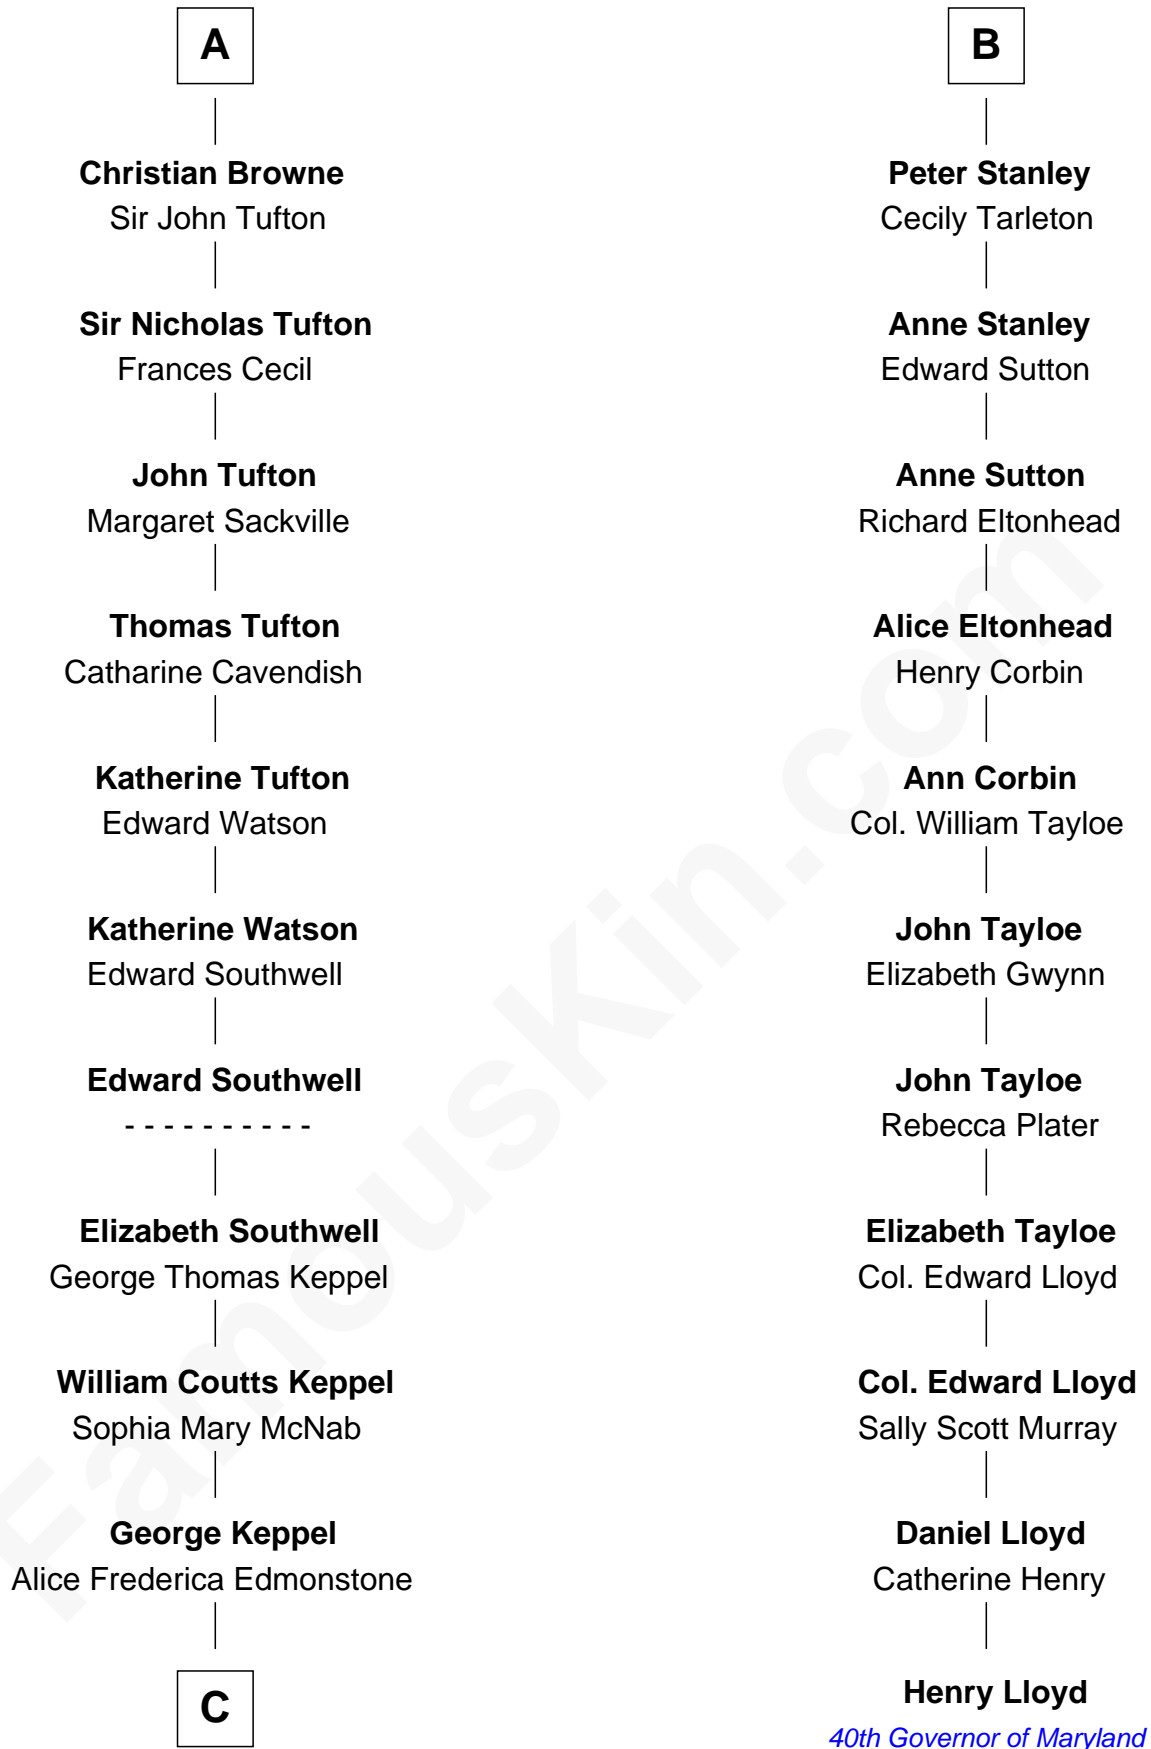 A
Christian Browne
Sir John Tufton
Sir Nicholas Tufton
Frances Cecil
John Tufton
Margaret Sackville
Thomas Tufton
Catharine Cavendish
Katherine Tufton
Edward Watson
Katherine Watson
Edward Southwell
Edward Southwell
- - - - - - - - - -
Elizabeth Southwell
George Thomas Keppel
William Coutts Keppel
Sophia Mary McNab
George Keppel
Alice Frederica Edmonstone
C
B
Peter Stanley
Cecily Tarleton
Anne Stanley
Edward Sutton
Anne Sutton
Richard Eltonhead
Alice Eltonhead
Henry Corbin
Ann Corbin
Col. William Tayloe
John Tayloe
Elizabeth Gwynn
John Tayloe
Rebecca Plater
Elizabeth Tayloe
Col. Edward Lloyd
Col. Edward Lloyd
Sally Scott Murray
Daniel Lloyd
Catherine Henry
Henry Lloyd
40th Governor of Maryland
FamousKin.com